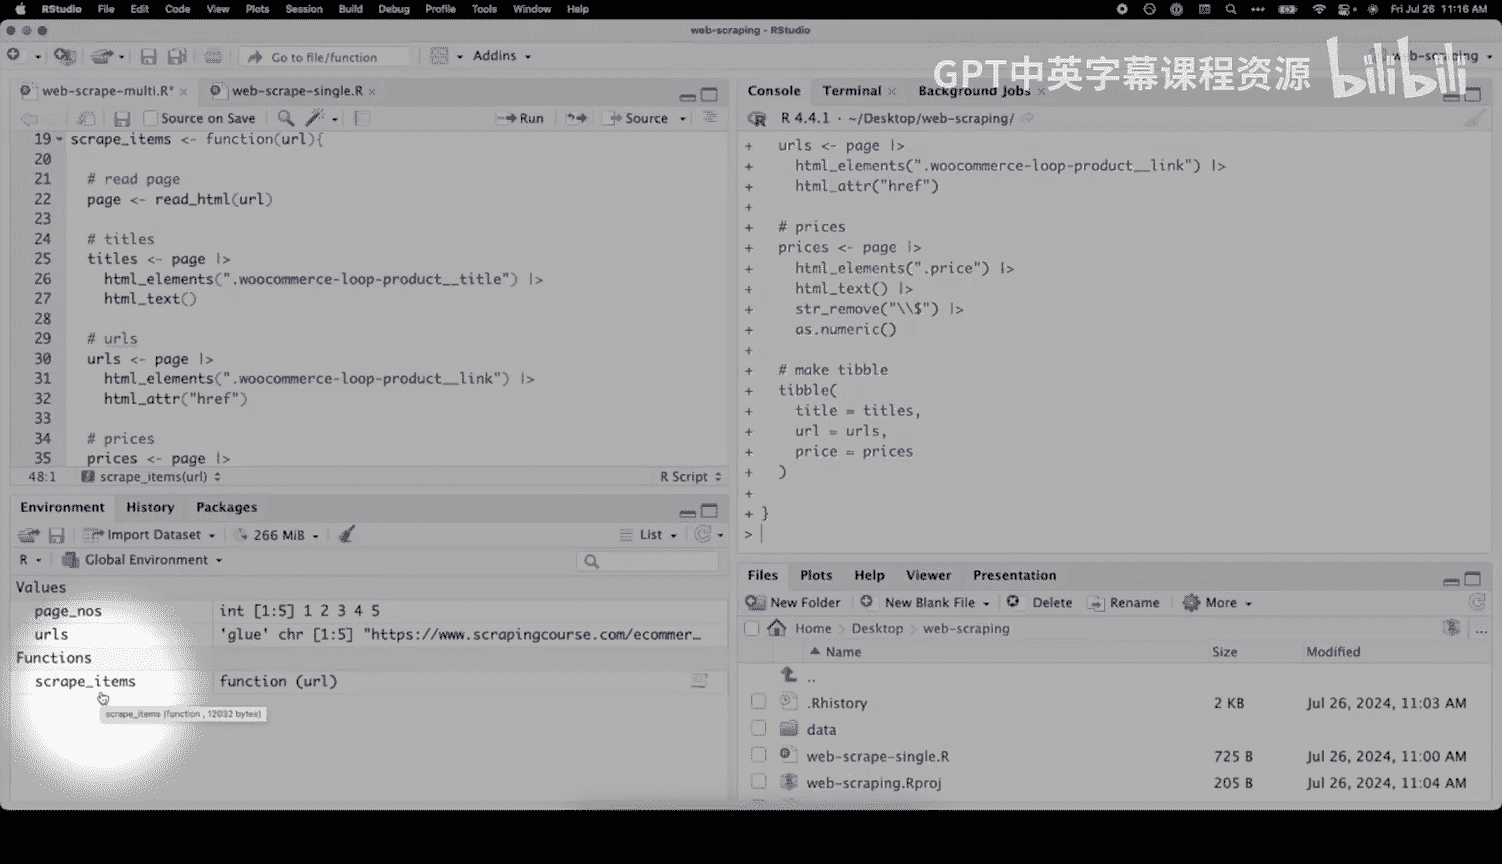 RStudio File Edit Code View Plots Session Build Debug Profile Tools Window Help Fri Jul 26 11:16 AM
web-scraping - RStudio
Go to file/function Addins web-scraping
GPT中英字幕课程资源 bilibili
web-scrape-multi.R* web-scrape-single.R
Source on Save Run Source
19 scrape_items <- function(url){
20
21 # read page
22 page <- read_html(url)
23
24 # titles
25 titles <- page |>
26 html_elements(".woocommerce-loop-product__title") |>
27 html_text()
28
29 # urls
30 urls <- page |>
31 html_elements(".woocommerce-loop-product__link") |>
32 html_attr("href")
33
34 # prices
35 prices <- page |>
48:1 scrape_items(url) R Script
Environment History Packages
Import Dataset 266 MiB List
R Global Environment
Values
page_nos int [1:5] 1 2 3 4 5
urls 'glue' chr [1:5] "https://www.scrapingcourse.com/ecommer…
Functions
scrape_items function (url)
scrape_items (function , 12032 bytes)
Console Terminal Background Jobs
R 4.4.1 · ~/Desktop/web-scraping/
+ urls <- page |>
+ html_elements(".woocommerce-loop-product__link") |>
+ html_attr("href")
+
+ # prices
+ prices <- page |>
+ html_elements(".price") |>
+ html_text() |>
+ str_remove("\\$") |>
+ as.numeric()
+
+ # make tibble
+ tibble(
+ title = titles,
+ url = urls,
+ price = prices
+ )
+
+ }
>
Files Plots Help Viewer Presentation
New Folder New Blank File Delete Rename More
Home Desktop web-scraping ...
Name Size Modified
..
.Rhistory 2 KB Jul 26, 2024, 11:03 AM
data
web-scrape-single.R 725 B Jul 26, 2024, 11:00 AM
web-scraping.Rproj 205 B Jul 26, 2024, 11:04 AM